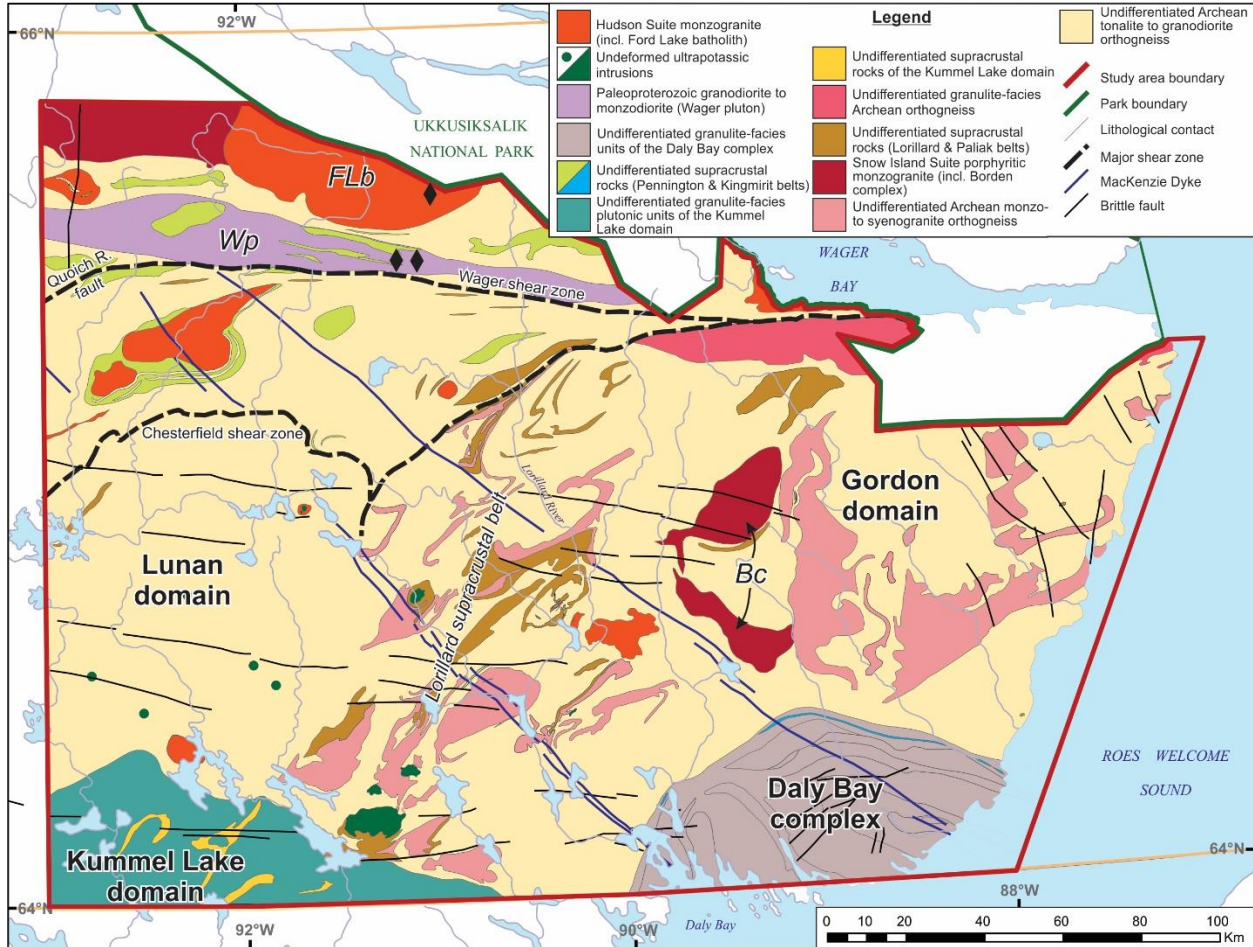 92°W
66°N
Legend
Hudson Suite monzogranite
(incl. Ford Lake batholith)
Undeformed ultrapotassic
intrusions
Paleoproterozoic granodiorite to
monzodiorite (Wager pluton)
Undifferentiated granulite-facies
units of the Daly Bay complex
Undifferentiated supracrustal
rocks (Pennington & Kingmirit belts)
Undifferentiated granulite-facies
plutonic units of the Kummel
Lake domain
Undifferentiated supracrustal
rocks of the Kummel Lake domain
Undifferentiated granulite-facies
Archean orthogneiss
Undifferentiated supracrustal
rocks (Lorillard & Paliak belts)
Snow Island Suite porphyritic
monzogranite (incl. Borden
complex)
Undifferentiated Archean monzo-
to syenogranite orthogneiss
Undifferentiated Archean
tonalite to granodiorite
orthogneiss
Study area boundary
Park boundary
Lithological contact
Major shear zone
MacKenzie Dyke
Brittle fault
UKKUSIKSALIK
NATIONAL PARK
FLb
Wp
Quoich R.
fault
Wager shear zone
WAGER
BAY
Chesterfield shear zone
Lorillard River
Gordon
domain
Lunan
domain
Lorillard supracrustal belt
Bc
ROES WELCOME
SOUND
Daly Bay
complex
Kummel Lake
domain
64°N
64°N
88°W
92°W
90°W
Daly Bay
0 10 20 40 60 80 100
Km